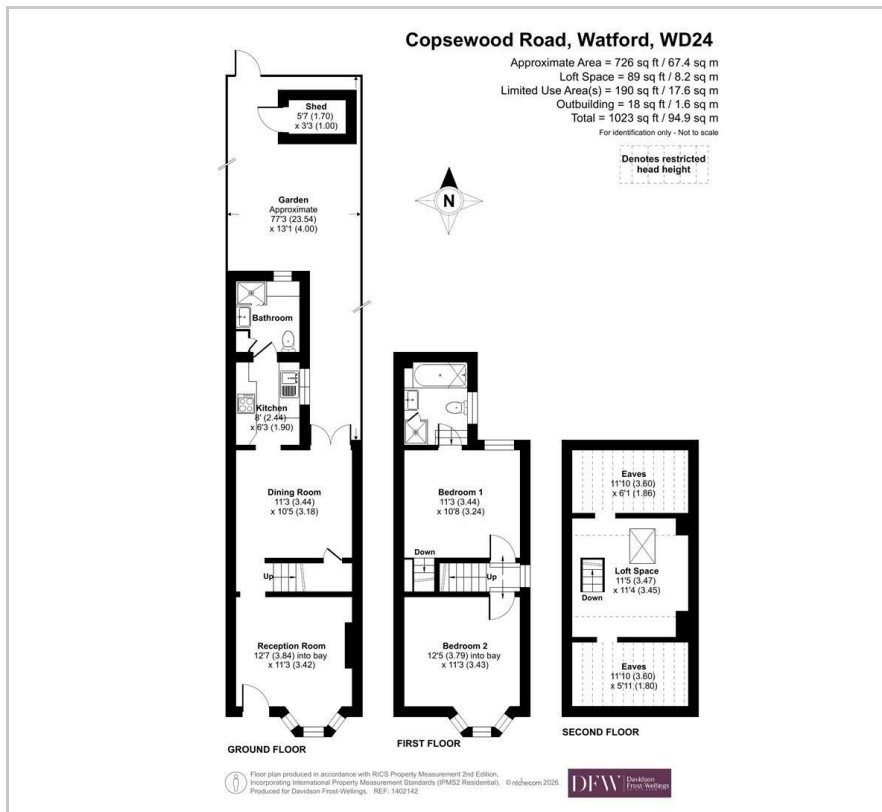 Copsewood Road, Watford, WD24
Approximate Area = 726 sq ft / 67.4 sq m
Loft Space = 89 sq ft / 8.2 sq m
Limited Use Area(s) = 190 sq ft / 17.6 sq m
Outbuilding = 18 sq ft / 1.6 sq m
Total = 1023 sq ft / 94.9 sq m
For identification only - Not to scale
Denotes restricted
head height
Shed
5'7 (1.70)
x 3'3 (1.00)
Garden
Approximate
77'3 (23.54)
x 13'1 (4.00)
N
Bathroom
Kitchen
8' (2.44)
x 6'3 (1.90)
Dining Room
11'3 (3.44)
x 10'5 (3.18)
Up
Reception Room
12'7 (3.84) into bay
x 11'3 (3.42)
GROUND FLOOR
Bedroom 1
11'3 (3.44)
x 10'8 (3.24)
Down
Up
Bedroom 2
12'5 (3.79) into bay
x 11'3 (3.43)
FIRST FLOOR
Eaves
11'10 (3.60)
x 6'1 (1.86)
Loft Space
11'5 (3.47)
x 11'4 (3.45)
Down
Eaves
11'10 (3.60)
x 5'11 (1.80)
SECOND FLOOR
Floor plan produced in accordance with RICS Property Measurement 2nd Edition,
Incorporating International Property Measurement Standards (IPMS2 Residential). © nichecom 2026.
Produced for Davidson Frost-Wellings. REF: 1402142
DFW Davidson
Frost-Wellings